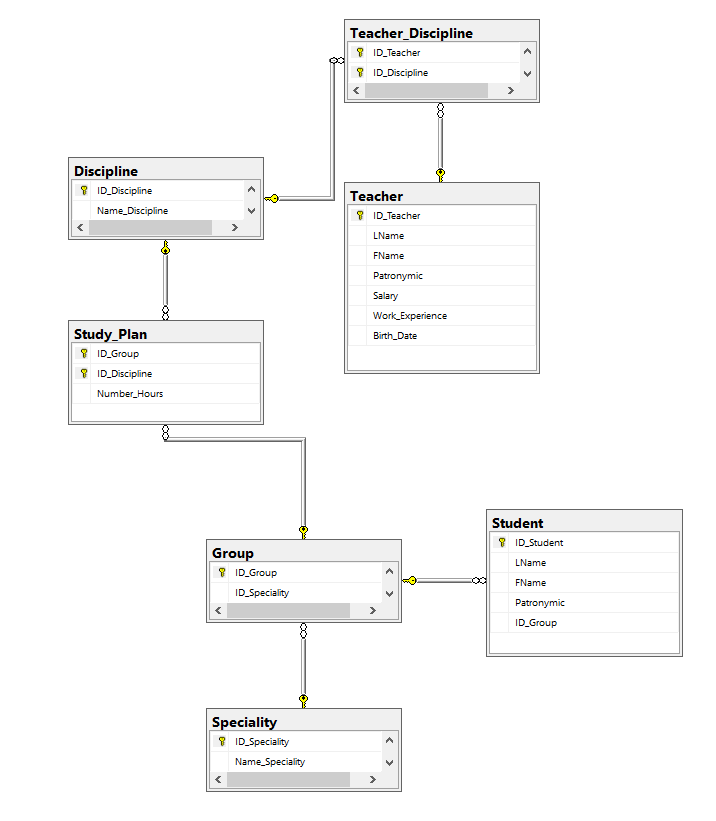 Teacher_Discipline
ID_Teacher
ID_Discipline
Discipline
ID_Discipline
Name_Discipline
Teacher
ID_Teacher
LName
FName
Patronymic
Salary
Work_Experience
Birth_Date
Study_Plan
ID_Group
ID_Discipline
Number_Hours
Group
ID_Group
ID_Speciality
Student
ID_Student
LName
FName
Patronymic
ID_Group
Speciality
ID_Speciality
Name_Speciality